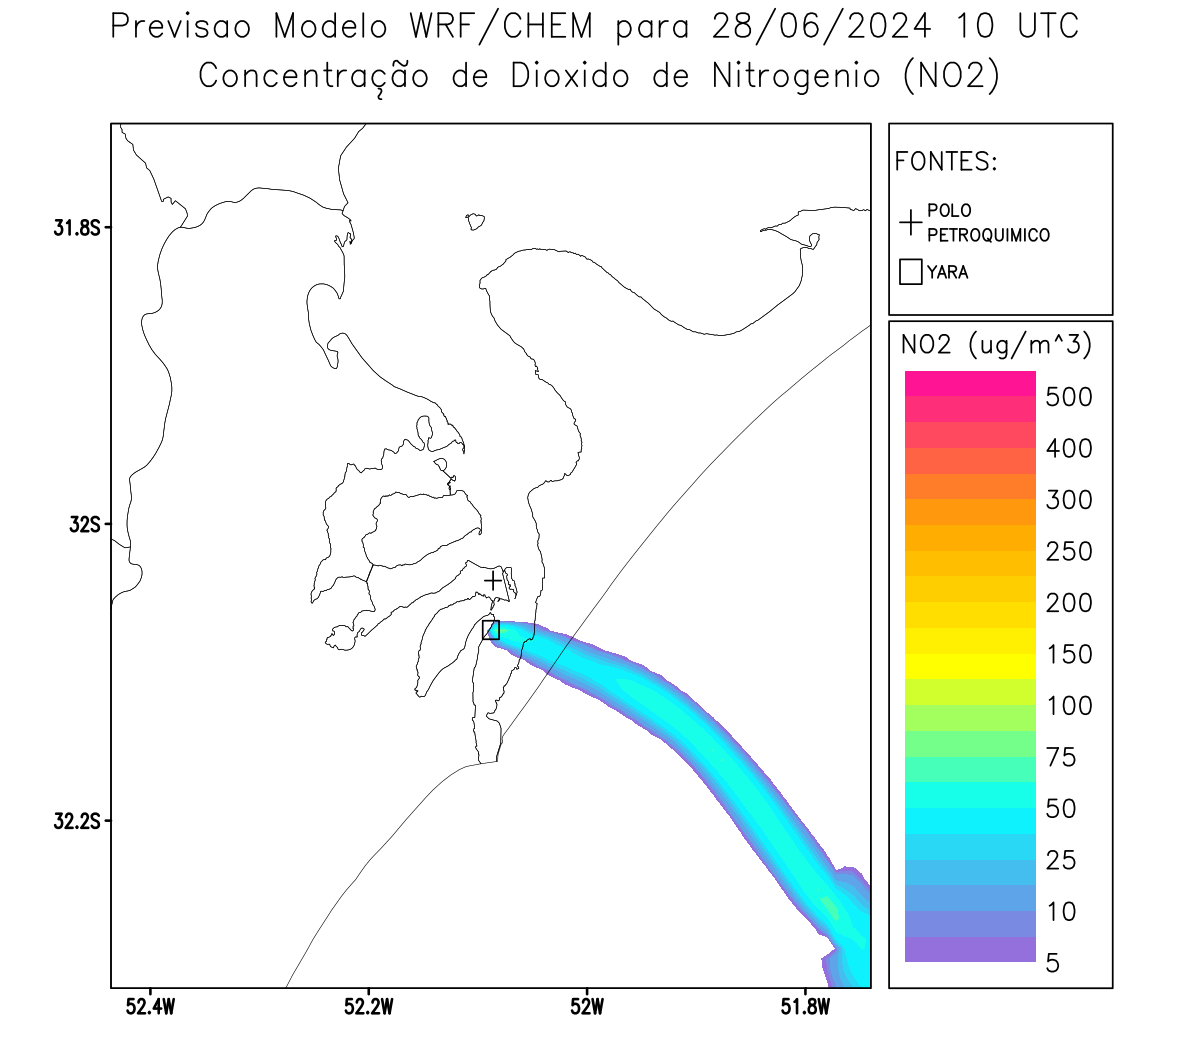 Previsao Modelo WRF/CHEM para 28/06/2024 10 UTC
Concentração de Dioxido de Nitrogenio (NO2)
FONTES:
POLO
PETROQUIMICO
YARA
NO2 (ug/m^3)
500
400
300
250
200
150
100
75
50
25
10
5
31.8S
32S
32.2S
52.4W
52.2W
52W
51.8W